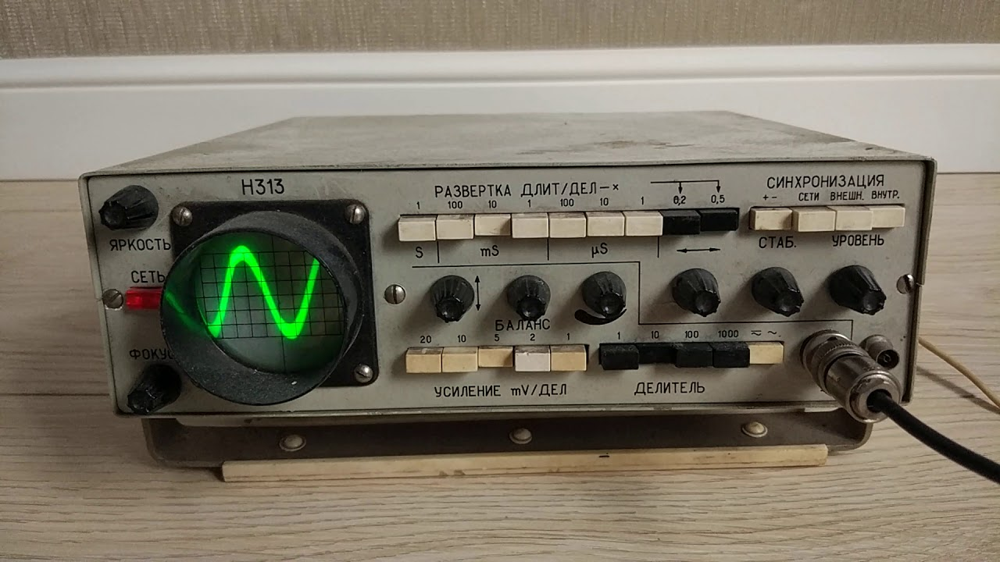 Н313
ЯРКОСТЬ
СЕТЬ
ФОКУС
РАЗВЕРТКА ДЛИТ/ДЕЛ–×
1 100 10 1 100 10 1 0,2 0,5
S mS µS
СИНХРОНИЗАЦИЯ
+ - СЕТИ ВНЕШН. ВНУТР.
СТАБ. УРОВЕНЬ
БАЛАНС
20 10 5 2 1
УСИЛЕНИЕ mV/ДЕЛ
1 10 100 1000 ≂ ~.
ДЕЛИТЕЛЬ